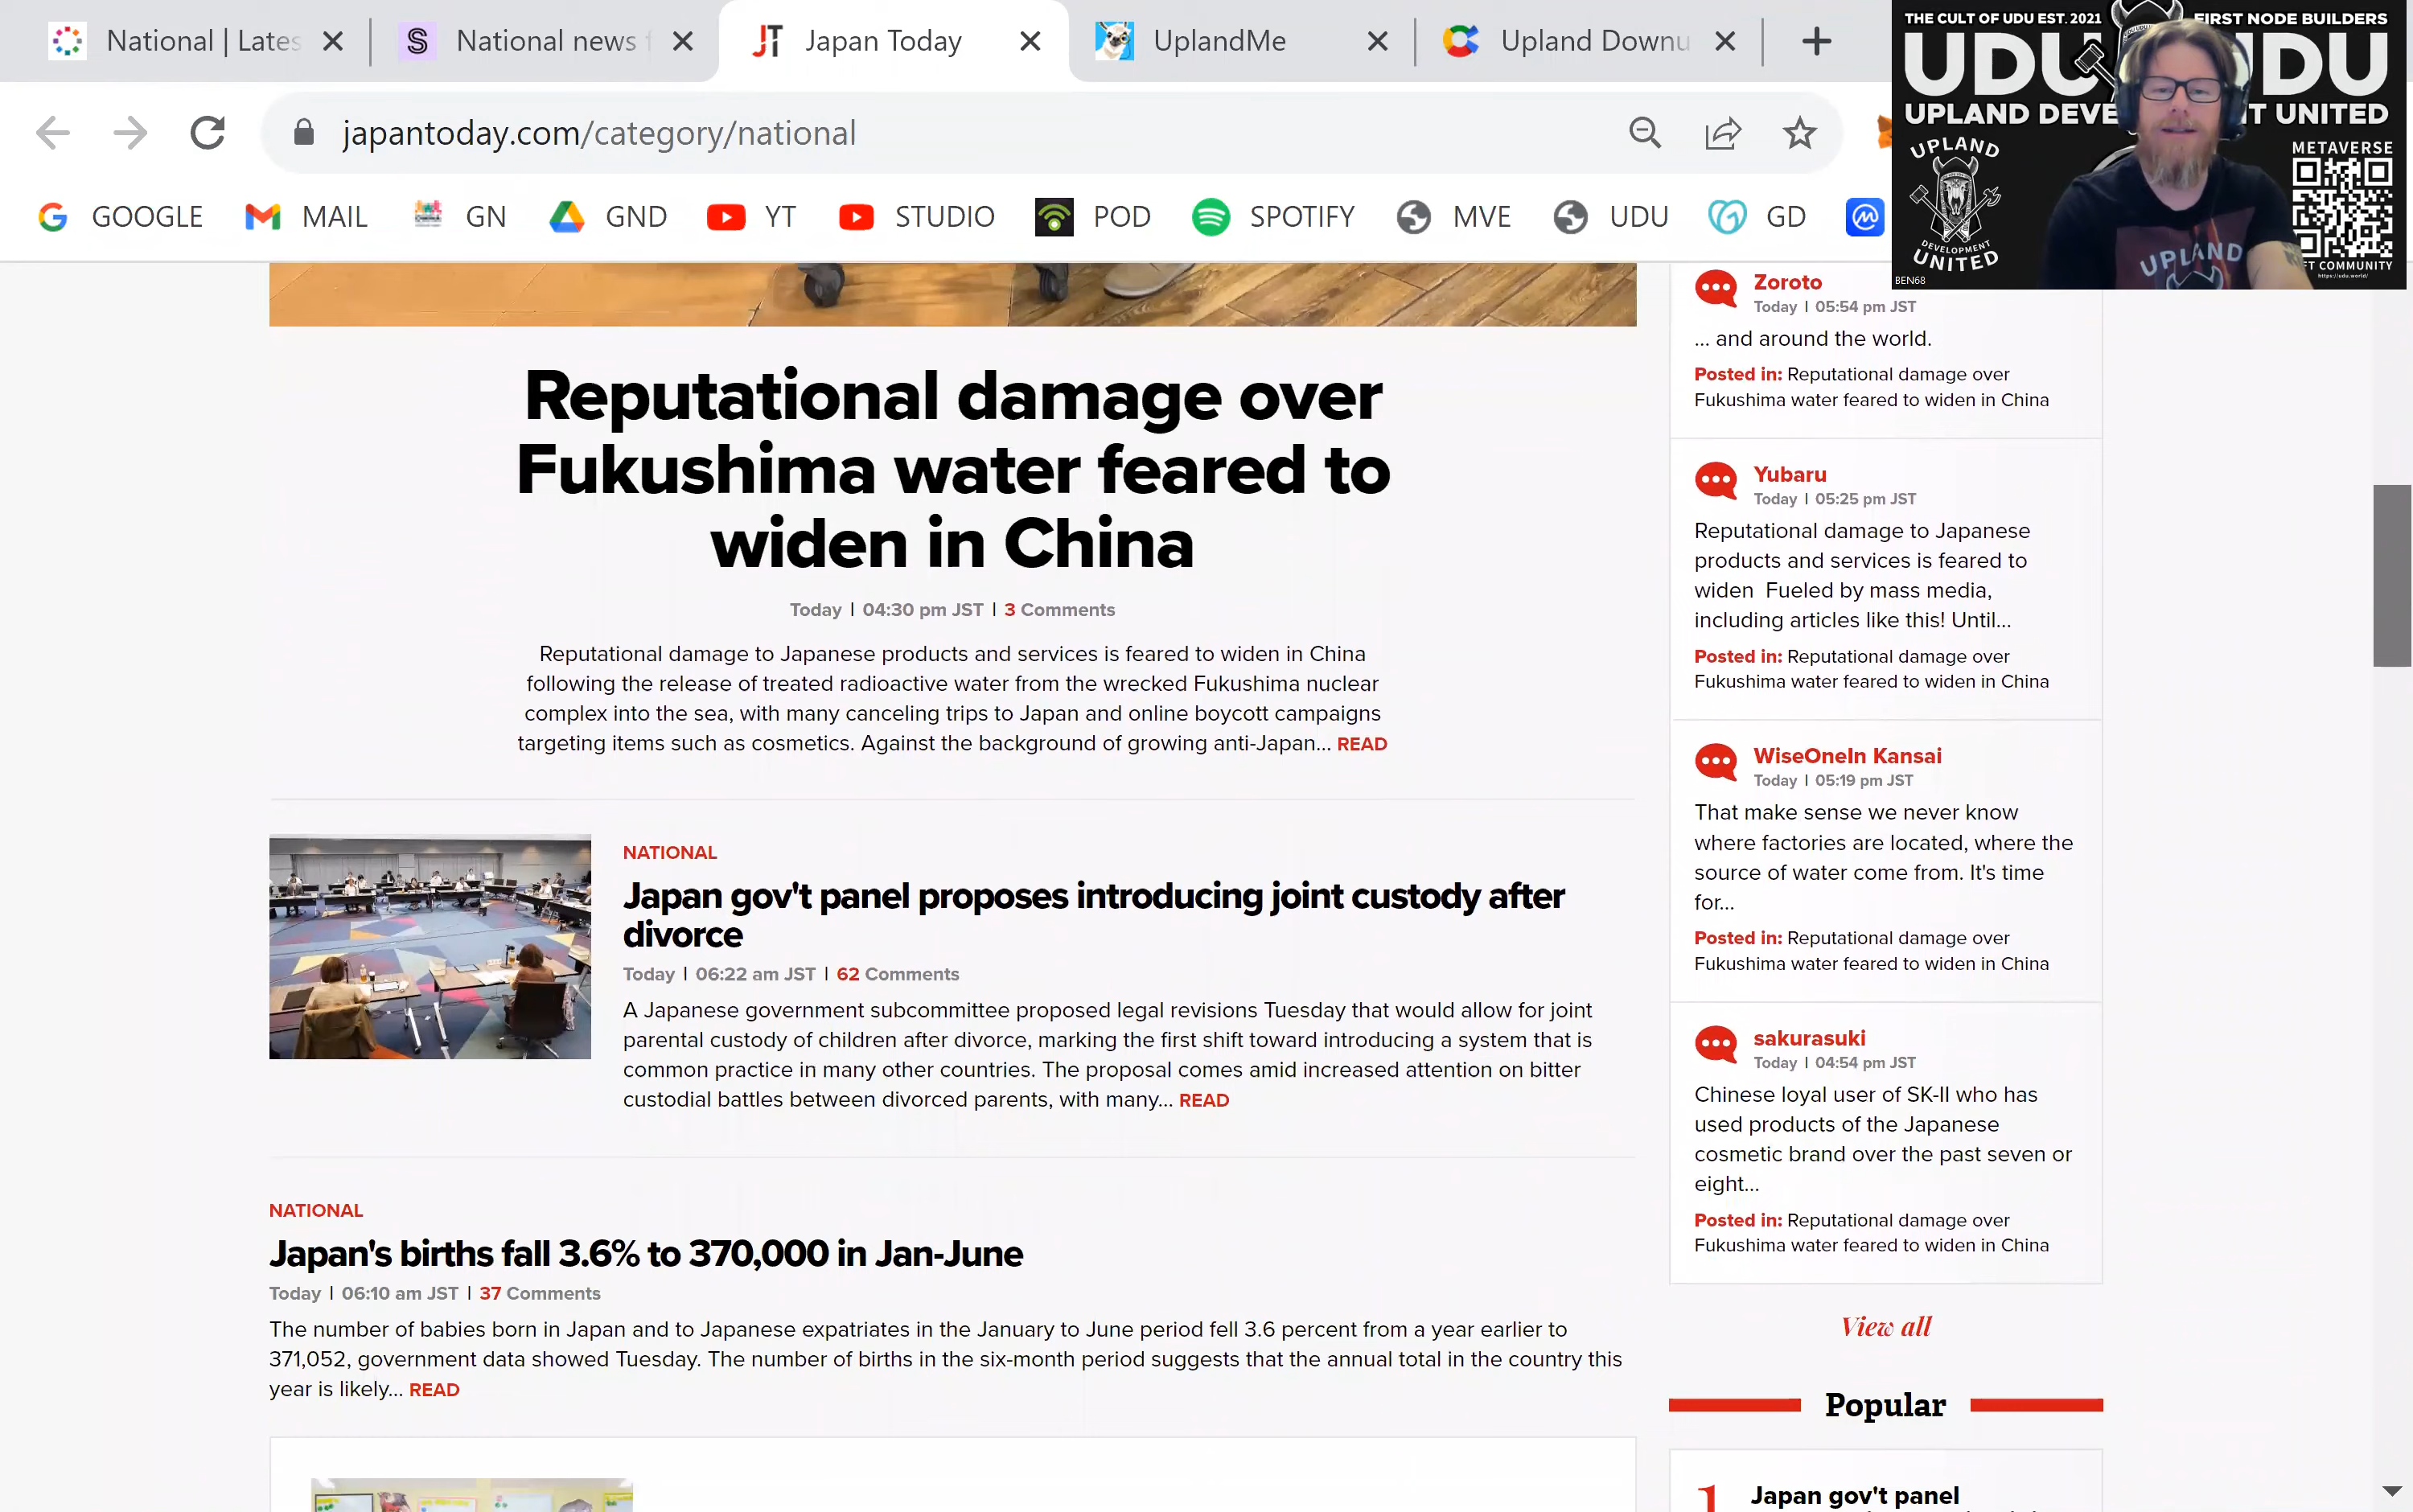 National | Lates
National news f
Japan Today
UplandMe
Upland Downu
japantoday.com/category/national
GOOGLE
MAIL
GN
GND
YT
STUDIO
POD
SPOTIFY
MVE
UDU
GD
THE CULT OF UDU EST. 2021
FIRST NODE BUILDERS
UDU
UDU
UPLAND DEVE
T UNITED
UPLAND
DEVELOPMENT
UNITED
METAVERSE
FT COMMUNITY
https://udu.world/
UPLAND
BEN68
Reputational damage over
Fukushima water feared to
widen in China
Today | 04:30 pm JST | 3 Comments
Reputational damage to Japanese products and services is feared to widen in China
following the release of treated radioactive water from the wrecked Fukushima nuclear
complex into the sea, with many canceling trips to Japan and online boycott campaigns
targeting items such as cosmetics. Against the background of growing anti-Japan... READ
NATIONAL
Japan gov't panel proposes introducing joint custody after
divorce
Today | 06:22 am JST | 62 Comments
A Japanese government subcommittee proposed legal revisions Tuesday that would allow for joint
parental custody of children after divorce, marking the first shift toward introducing a system that is
common practice in many other countries. The proposal comes amid increased attention on bitter
custodial battles between divorced parents, with many... READ
NATIONAL
Japan's births fall 3.6% to 370,000 in Jan-June
Today | 06:10 am JST | 37 Comments
The number of babies born in Japan and to Japanese expatriates in the January to June period fell 3.6 percent from a year earlier to
371,052, government data showed Tuesday. The number of births in the six-month period suggests that the annual total in the country this
year is likely... READ
Zoroto
Today | 05:54 pm JST
... and around the world.
Posted in: Reputational damage over
Fukushima water feared to widen in China
Yubaru
Today | 05:25 pm JST
Reputational damage to Japanese
products and services is feared to
widen Fueled by mass media,
including articles like this! Until...
Posted in: Reputational damage over
Fukushima water feared to widen in China
WiseOneIn Kansai
Today | 05:19 pm JST
That make sense we never know
where factories are located, where the
source of water come from. It's time
for...
Posted in: Reputational damage over
Fukushima water feared to widen in China
sakurasuki
Today | 04:54 pm JST
Chinese loyal user of SK-II who has
used products of the Japanese
cosmetic brand over the past seven or
eight...
Posted in: Reputational damage over
Fukushima water feared to widen in China
View all
Popular
1
Japan gov't panel